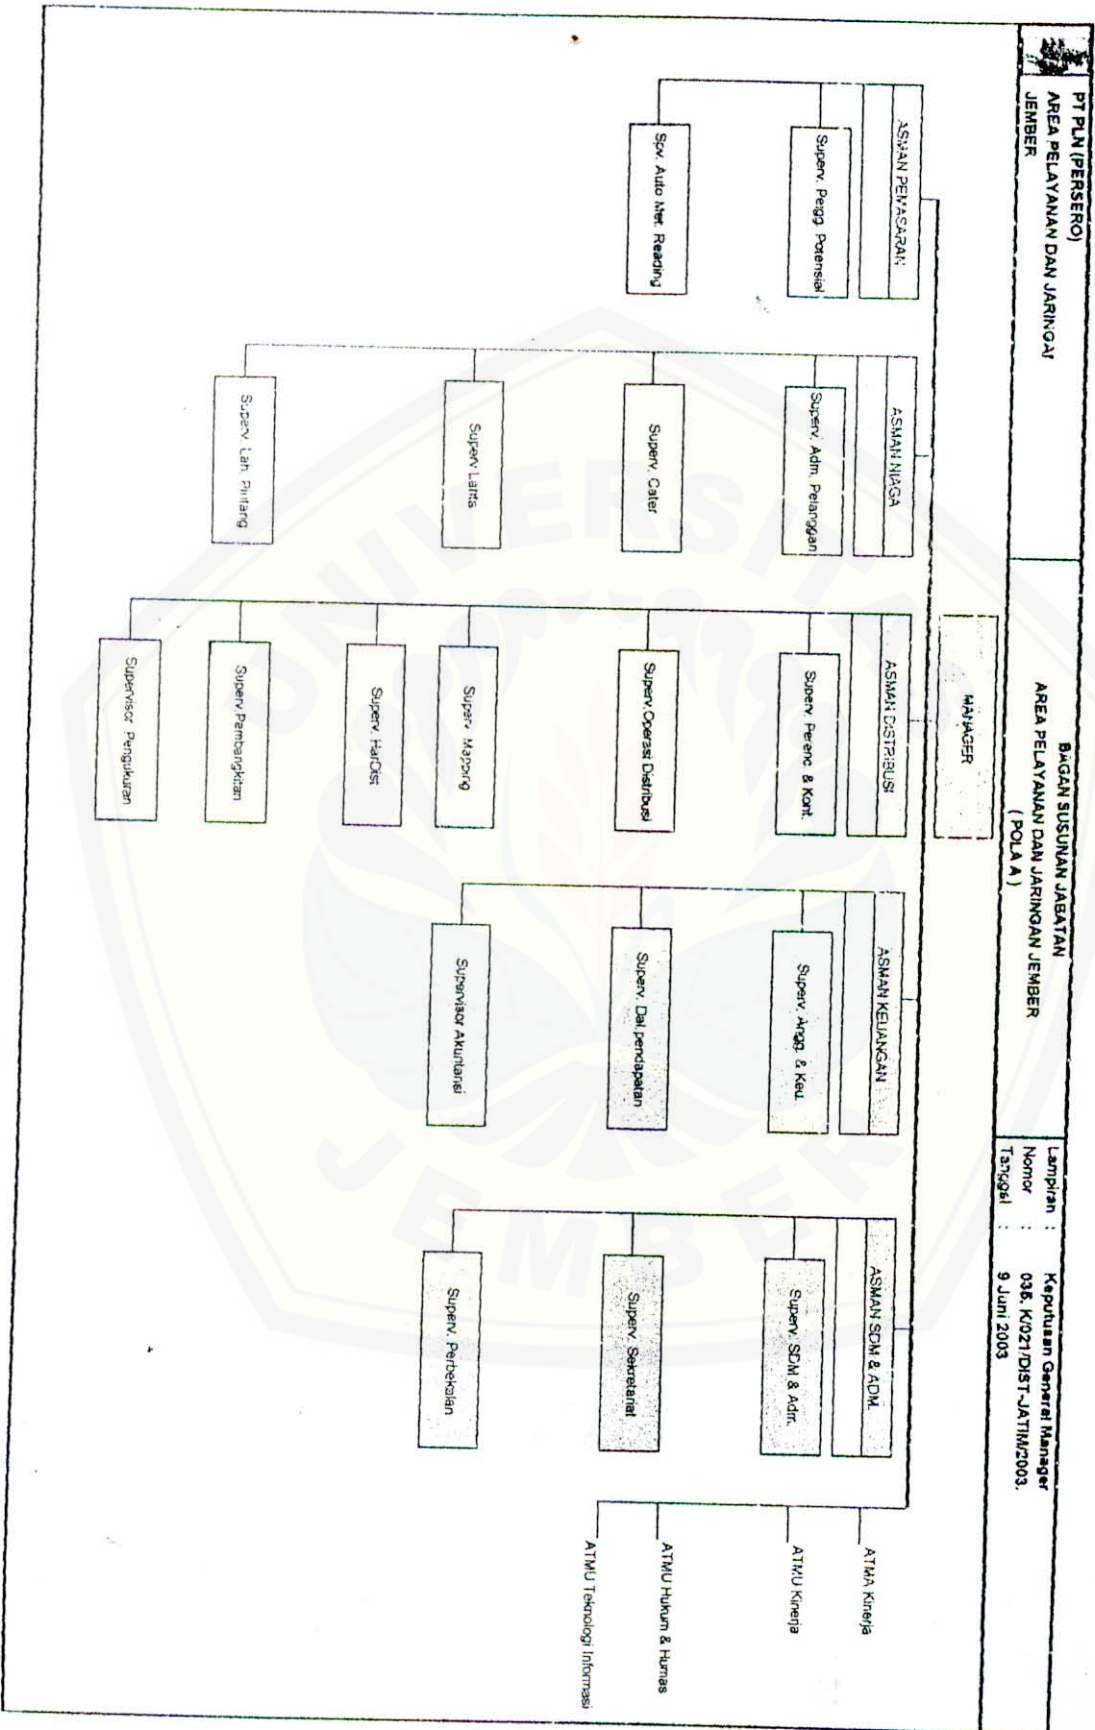 PT PLN (PERSERO)
AREA PELAYANAN DAN JARINGAN
JEMBER
BAGAN SUSUNAN JABATAN
AREA PELAYANAN DAN JARINGAN JEMBER
( POLA A )
Lampiran : Keputusan General Manager
Nomor : 036. K/021/DIST-JATIM/2003.
Tanggal : 9 Juni 2003
MANAGER
ASMAN PEMASARAN
Superv. Pelgg. Potensial
Spv. Auto Met. Reading
ASMAN NIAGA
Superv. Adm. Pelanggan
Superv. Cater
Superv. Lahta
Superv. Lah. Piutang
ASMAN DISTRIBUSI
Superv. Perenc. & Kont.
Superv.Operasi Distribusi
Superv. Mapping
Superv. HarDist
Superv.Pembangkitan
Supervisor Pengukuran
ASMAN KEUANGAN
Superv. Angg. & Keu.
Superv. Dal.pendapatan
Supervisor Akuntansi
ASMAN SDM & ADM.
Superv. SDM & Adm.
Superv. Sekretariat
Superv. Perbekalan
ATMA Kinerja
ATMU Kinerja
ATMU Hukum & Humas
ATMU Teknologi Informasi
UNIVERSITAS
JEMBER